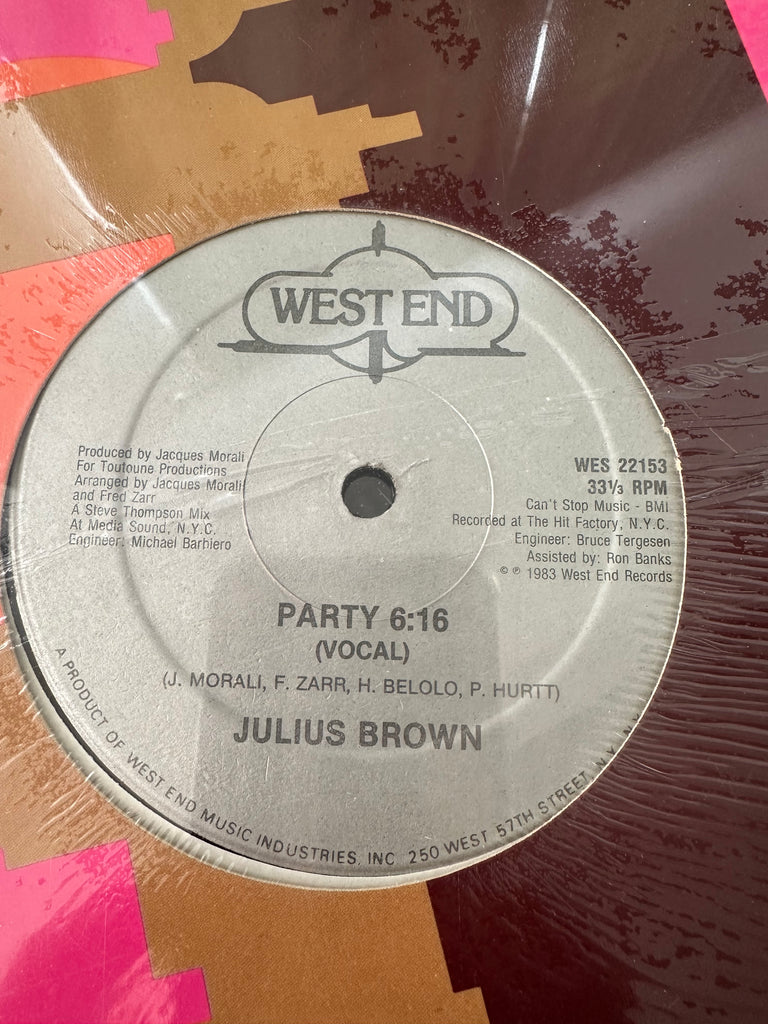 WEST END
Produced by Jacques Morali
For Toutoune Productions
Arranged by Jacques Morali
and Fred Zarr
A Steve Thompson Mix
At Media Sound, N.Y.C.
Engineer: Michael Barbiero
WES 22153
33⅓ RPM
Can't Stop Music - BMI
Recorded at The Hit Factory, N.Y.C.
Engineer: Bruce Tergesen
Assisted by: Ron Banks
© ℗ 1983 West End Records
PARTY 6:16
(VOCAL)
(J. MORALI, F. ZARR, H. BELOLO, P. HURTT)
JULIUS BROWN
A PRODUCT OF WEST END MUSIC INDUSTRIES, INC 250 WEST 57TH STREET, N.Y., N.Y.